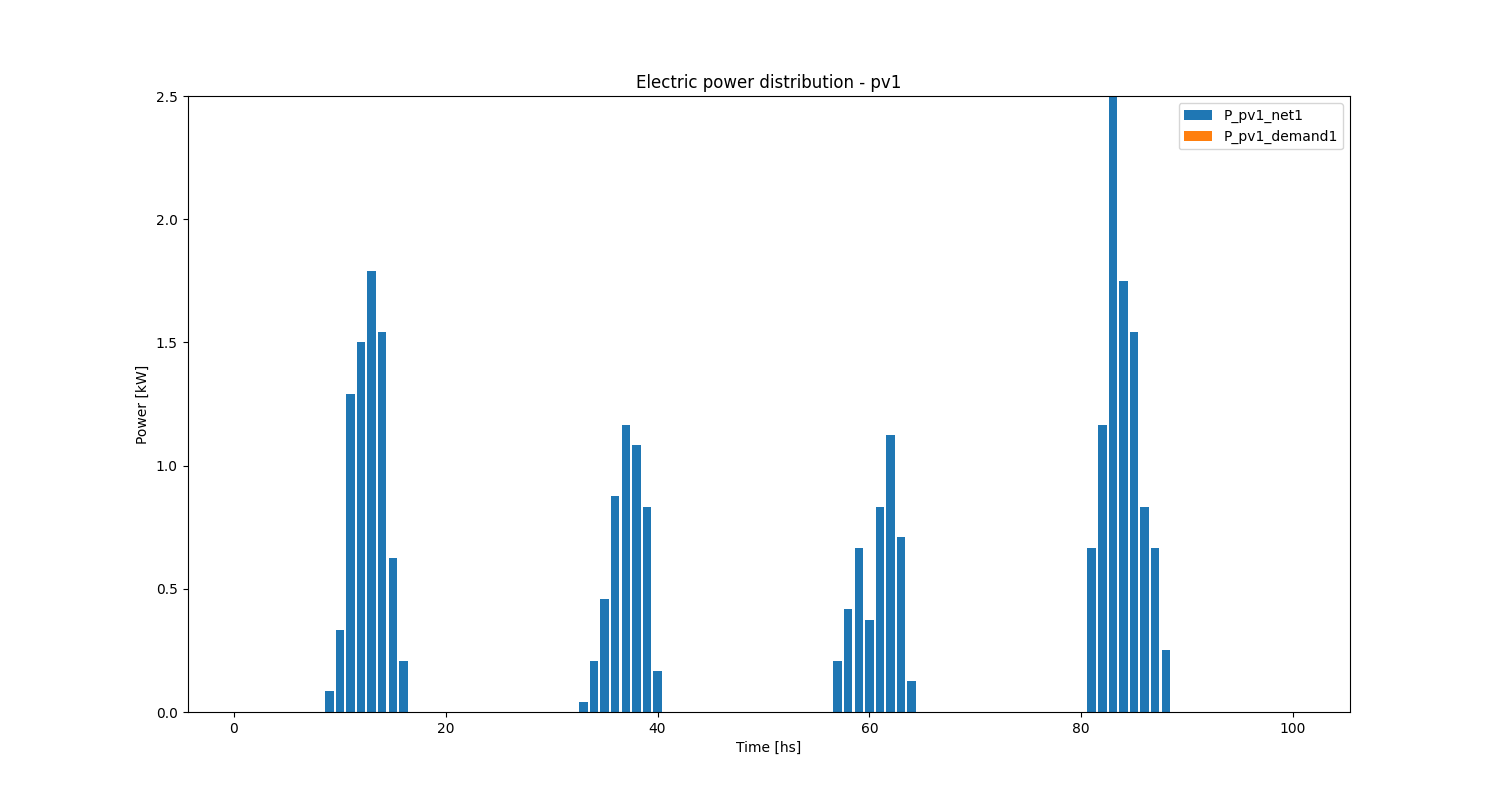 Electric power distribution - pv1
P_pv1_net1
P_pv1_demand1
2.5
2.0
1.5
1.0
0.5
0.0
Power [kW]
0 20 40 60 80 100
Time [hs]